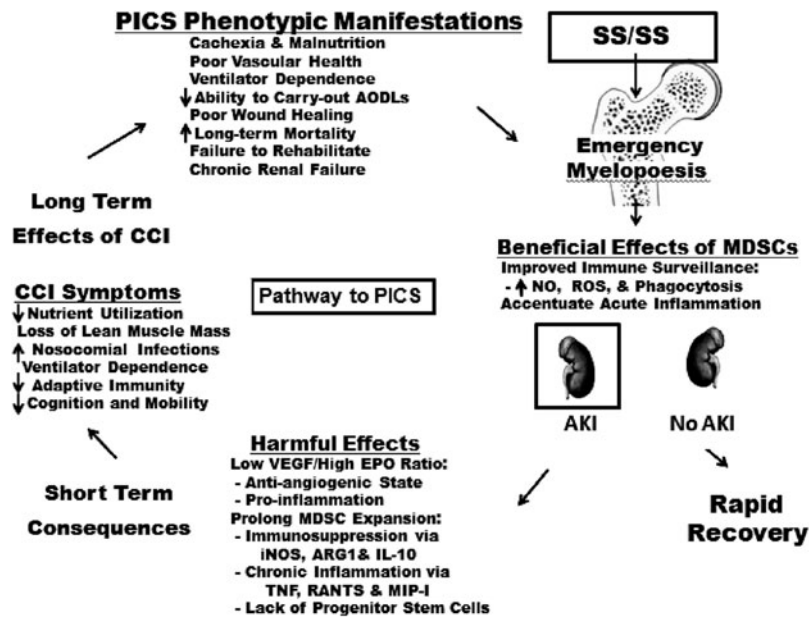 PICS Phenotypic Manifestations
Cachexia & Malnutrition
Poor Vascular Health
Ventilator Dependence
↓ Ability to Carry-out AODLs
Poor Wound Healing
↑ Long-term Mortality
Failure to Rehabilitate
Chronic Renal Failure
SS/SS
Emergency
Myelopoesis
Beneficial Effects of MDSCs
Improved Immune Surveillance:
- ↑ NO, ROS, & Phagocytosis
Accentuate Acute Inflammation
AKI
No AKI
Rapid
Recovery
Harmful Effects
Low VEGF/High EPO Ratio:
- Anti-angiogenic State
- Pro-inflammation
Prolong MDSC Expansion:
- Immunosuppression via
iNOS, ARG1& IL-10
- Chronic Inflammation via
TNF, RANTS & MIP-I
- Lack of Progenitor Stem Cells
Short Term
Consequences
CCI Symptoms
↓ Nutrient Utilization
Loss of Lean Muscle Mass
↑ Nosocomial Infections
Ventilator Dependence
↓ Adaptive Immunity
↓ Cognition and Mobility
Long Term
Effects of CCI
Pathway to PICS